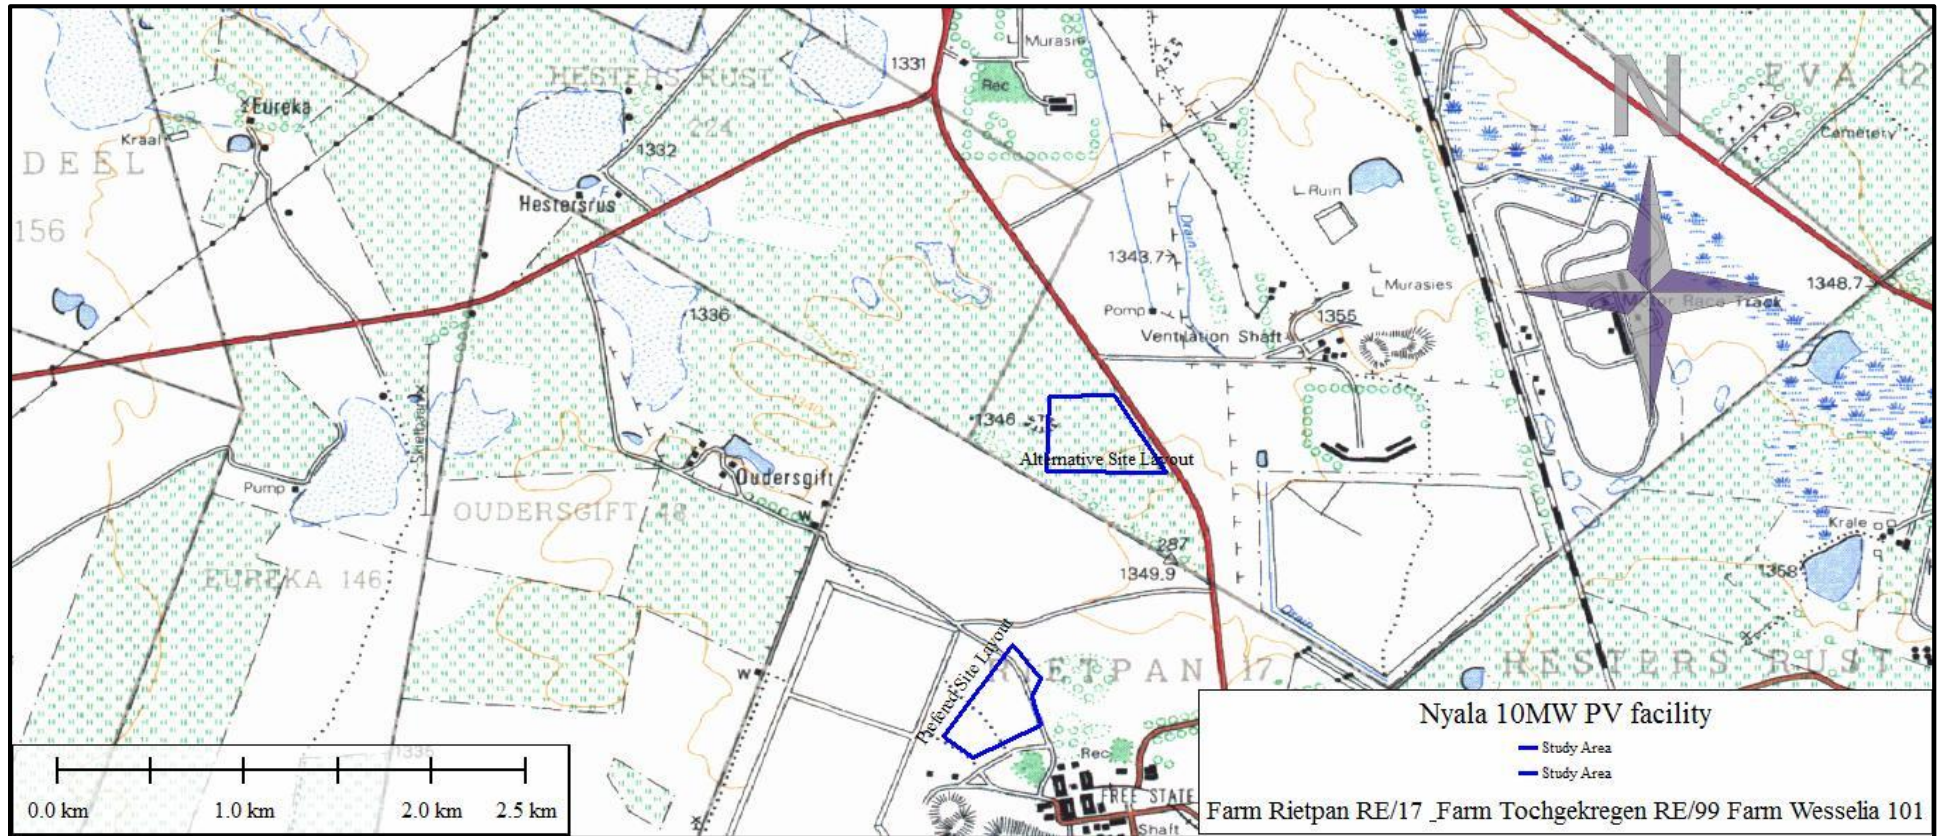 1331
Murasie
Rec
N
EVA 12
HESTERS RUST
224
Eureka
Kraal
1332
Cemetery
DEEL
156
F
Hestersrus
Ruin
Drain
1343.7
Murasies
1348.7
Motor Race Track
Pomp
1336
1355
Ventilation Shaft
1346
Alternative Site Layout
Pump
Oudersgift
OUDERSGIFT 48
W
Krale
287
1349.9
1358
EUREKA 146
Drain
Prefered Site Layout
RIETPAN 17
HESTERS RUST
W
Nyala 10MW PV facility
Study Area
Study Area
1335
Rec
0.0 km 1.0 km 2.0 km 2.5 km
FREE STATE
Shaft
Farm Rietpan RE/17 _Farm Tochgekregen RE/99 Farm Wesselia 101